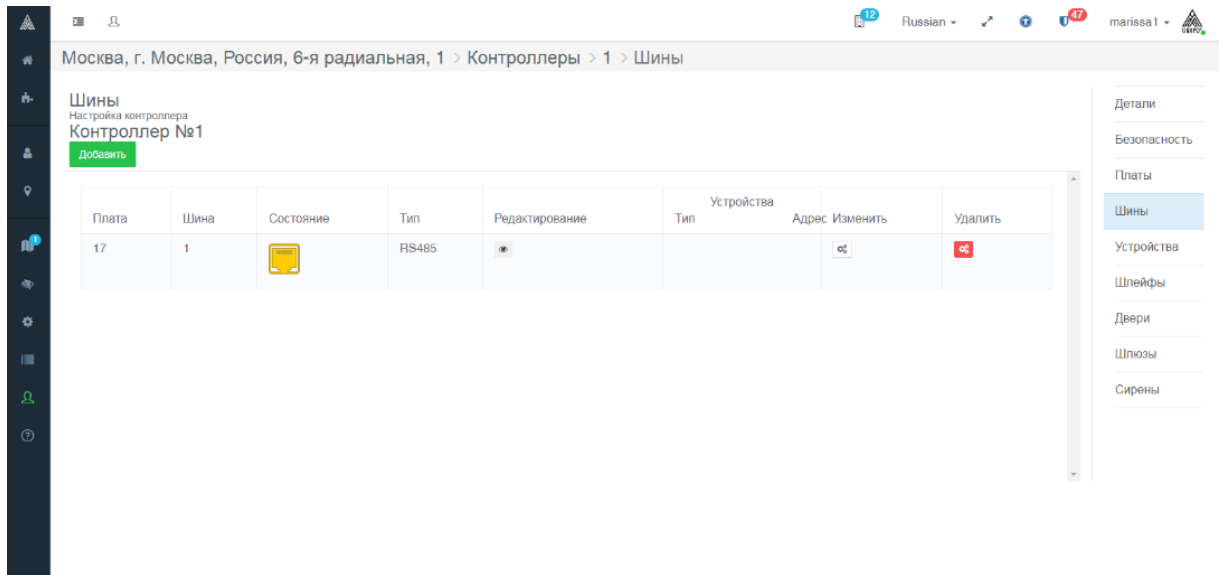 12 Russian 47 marissa1
Москва, г. Москва, Россия, 6-я радиальная, 1 > Контроллеры > 1 > Шины
Шины
Настройка контроллера
Контроллер №1
Добавить
Устройства
Плата Шина Состояние Тип Редактирование Тип Адрес Изменить Удалить
17 1 RS485
1
Детали
Безопасность
Платы
Шины
Устройства
Шлейфы
Двери
Шлюзы
Сирены